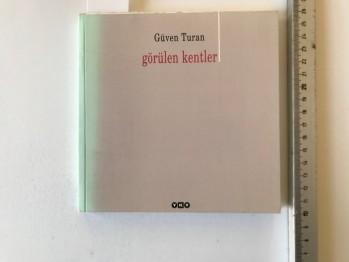 Güven Turan
görülen kentler
YKY